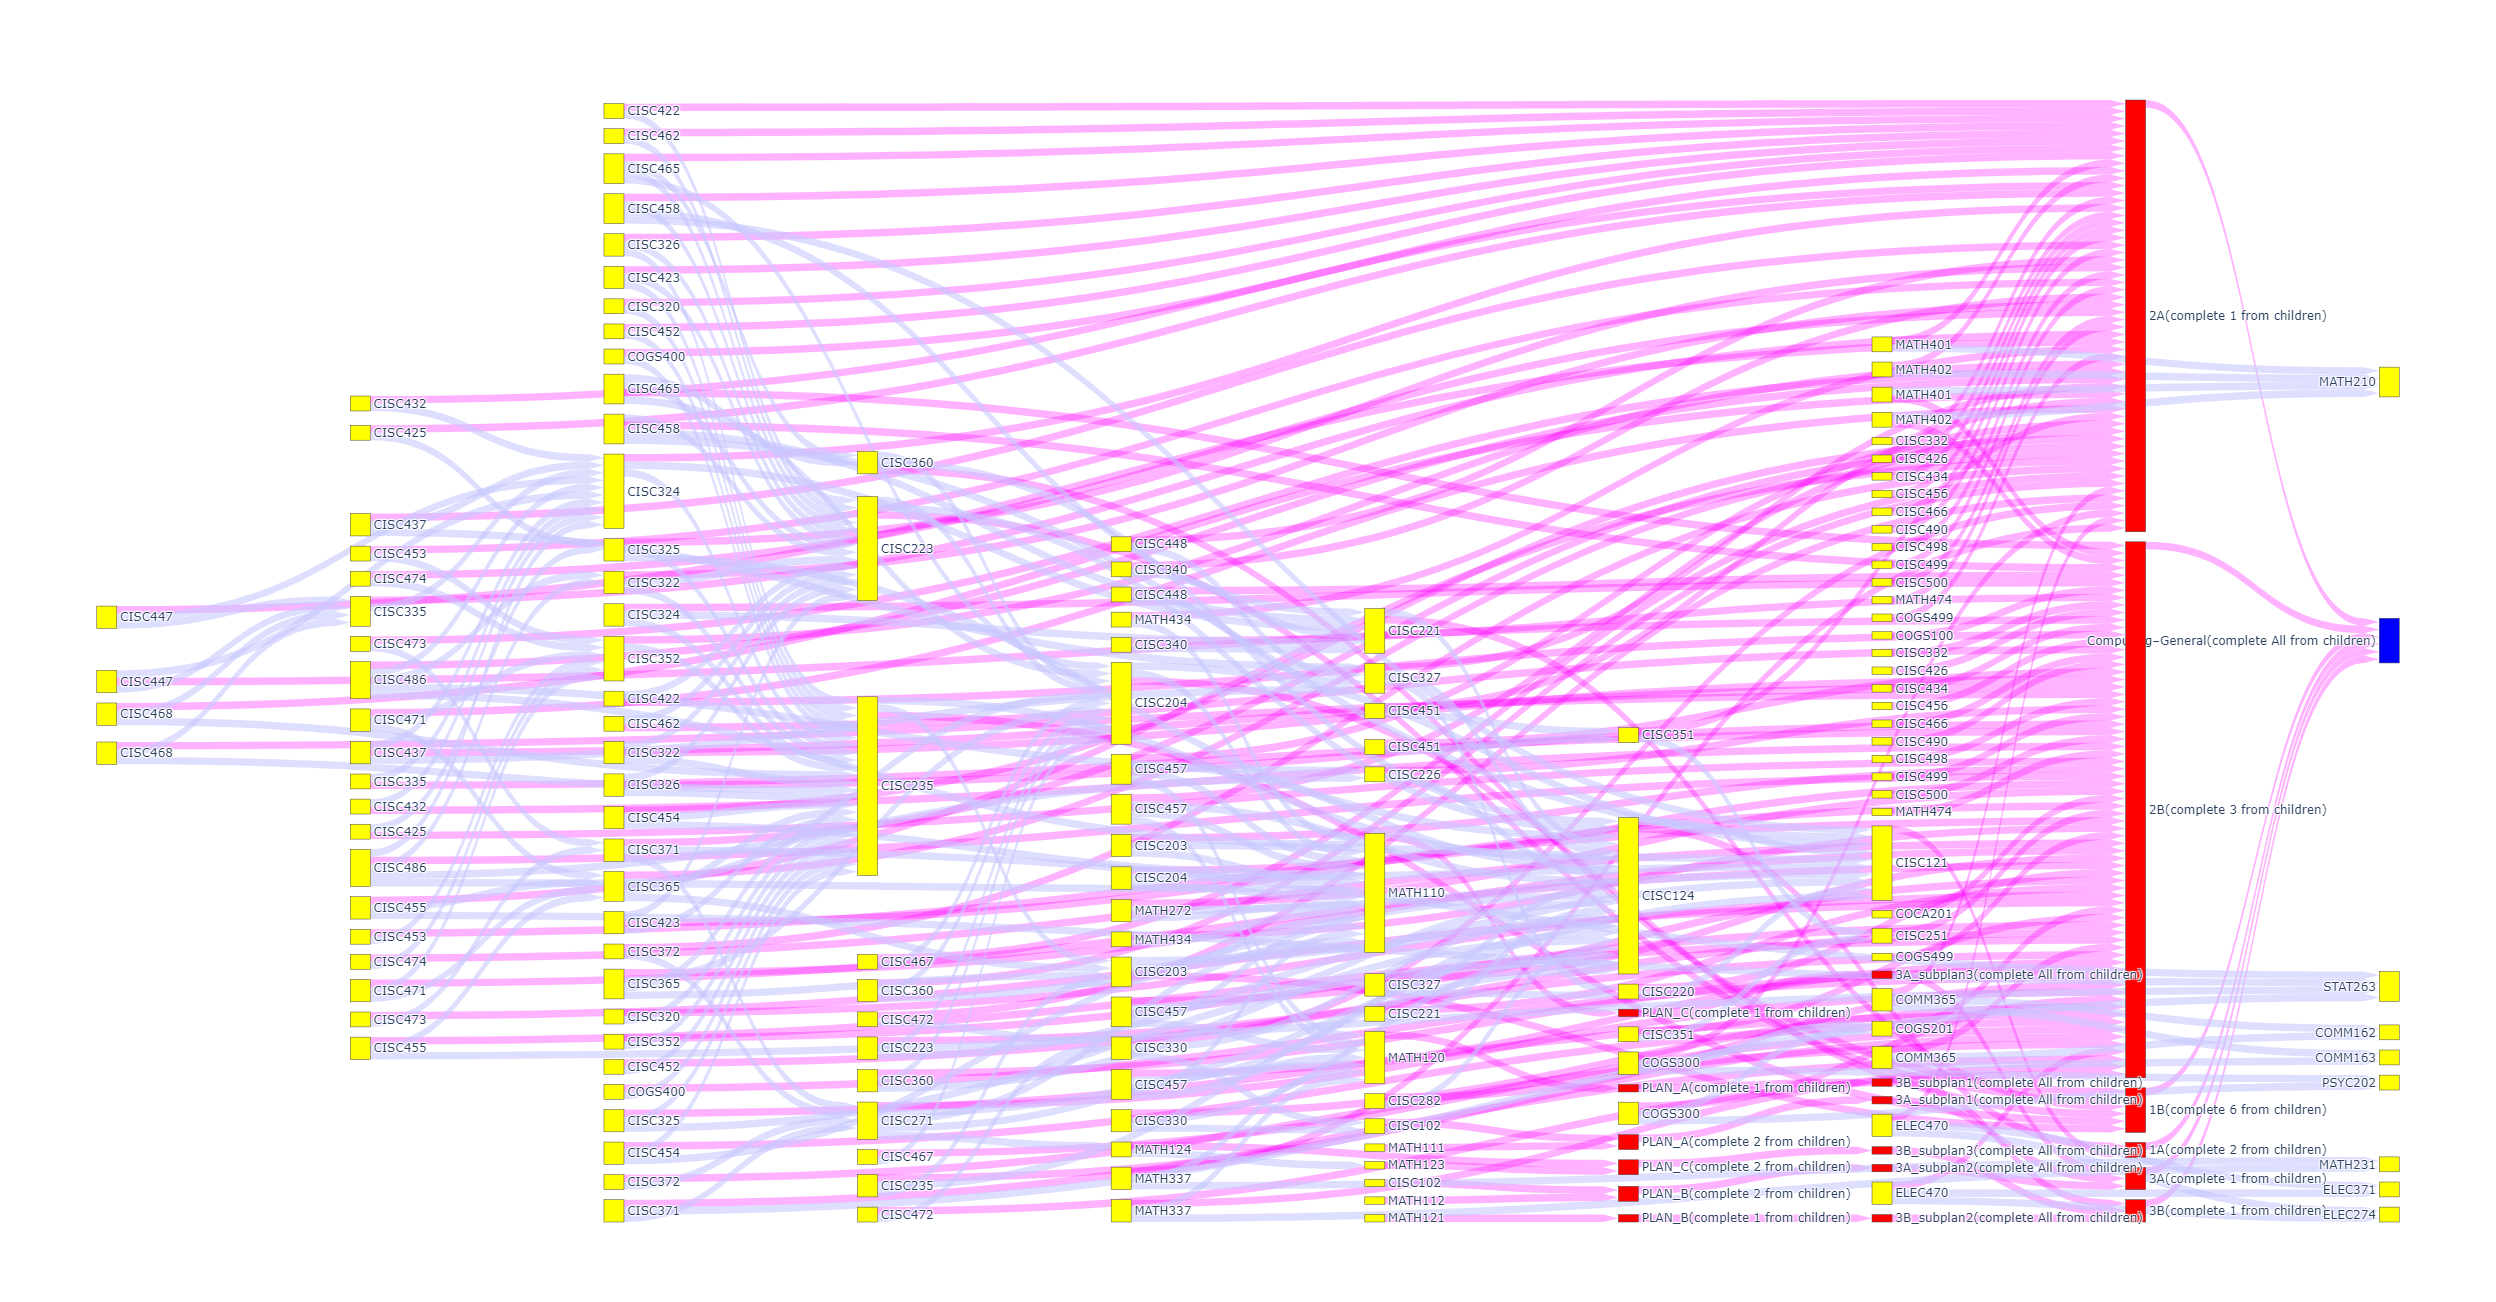 CISC447
CISC447
CISC468
CISC468
CISC432
CISC425
CISC437
CISC453
CISC474
CISC335
CISC473
CISC486
CISC471
CISC437
CISC335
CISC432
CISC425
CISC486
CISC455
CISC453
CISC474
CISC471
CISC473
CISC455
CISC422
CISC462
CISC465
CISC458
CISC326
CISC423
CISC320
CISC452
COGS400
CISC465
CISC458
CISC324
CISC325
CISC322
CISC324
CISC352
CISC422
CISC462
CISC322
CISC326
CISC454
CISC371
CISC365
CISC423
CISC372
CISC365
CISC320
CISC352
CISC452
COGS400
CISC325
CISC454
CISC372
CISC371
CISC360
CISC223
CISC235
CISC467
CISC360
CISC472
CISC223
CISC360
CISC271
CISC467
CISC235
CISC472
CISC448
CISC340
CISC448
MATH434
CISC340
CISC204
CISC457
CISC457
CISC203
CISC204
MATH272
MATH434
CISC203
CISC457
CISC330
CISC457
CISC330
MATH124
MATH337
MATH337
CISC221
CISC327
CISC451
CISC451
CISC226
MATH110
CISC327
CISC221
MATH120
CISC282
CISC102
MATH111
MATH123
CISC102
MATH112
MATH121
CISC351
CISC124
CISC220
PLAN_C(complete 1 from children)
CISC351
COGS300
PLAN_A(complete 1 from children)
COGS300
PLAN_A(complete 2 from children)
PLAN_C(complete 2 from children)
PLAN_B(complete 2 from children)
PLAN_B(complete 1 from children)
MATH401
MATH402
MATH401
MATH402
CISC332
CISC426
CISC434
CISC456
CISC466
CISC490
CISC498
CISC499
CISC500
MATH474
COGS499
COGS100
CISC332
CISC426
CISC434
CISC456
CISC466
CISC490
CISC498
CISC499
CISC500
MATH474
CISC121
COCA201
CISC251
COGS499
3A_subplan3(complete All from children)
COMM365
COGS201
COMM365
3B_subplan1(complete All from children)
3A_subplan1(complete All from children)
ELEC470
3B_subplan3(complete All from children)
3A_subplan2(complete All from children)
ELEC470
3B_subplan2(complete All from children)
2A(complete 1 from children)
2B(complete 3 from children)
1B(complete 6 from children)
1A(complete 2 from children)
3A(complete 1 from children)
3B(complete 1 from children)
MATH210
Computing–General(complete All from children)
STAT263
COMM162
COMM163
PSYC202
MATH231
ELEC371
ELEC274